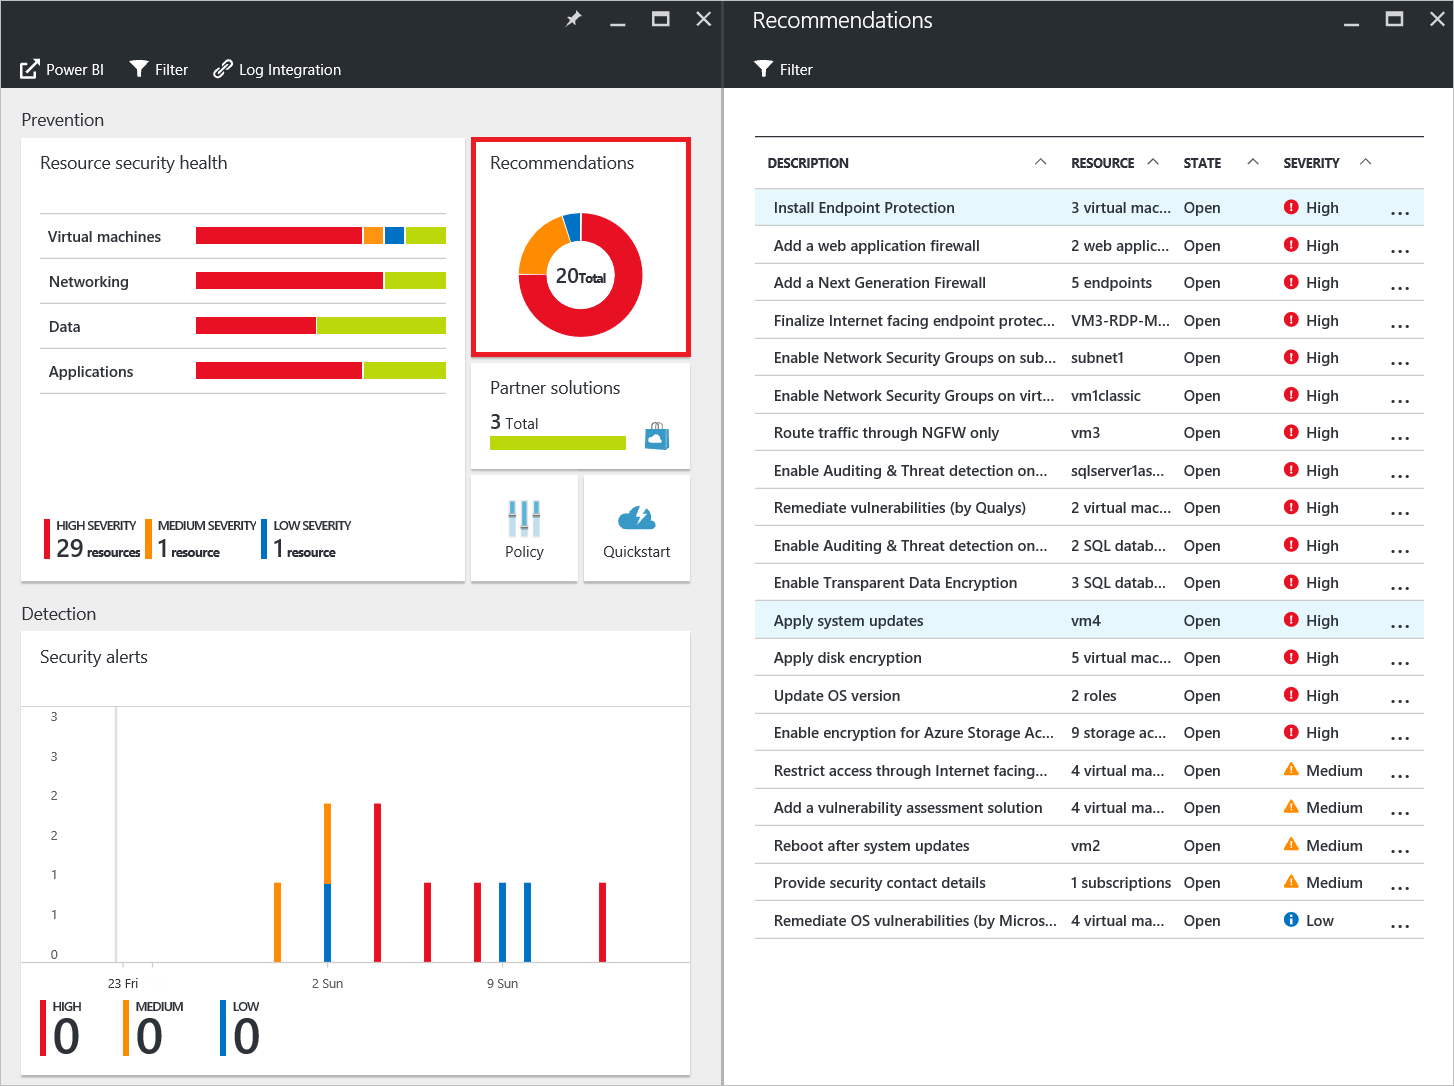 Power BI
Filter
Log Integration
Prevention
Resource security health
Virtual machines
Networking
Data
Applications
HIGH SEVERITY
29 resources
MEDIUM SEVERITY
1 resource
LOW SEVERITY
1 resource
Recommendations
20 Total
Partner solutions
3 Total
Policy
Quickstart
Detection
Security alerts
3
3
2
2
1
1
0
23 Fri
2 Sun
9 Sun
HIGH
0
MEDIUM
0
LOW
0
Recommendations
Filter
DESCRIPTION RESOURCE STATE SEVERITY
Install Endpoint Protection 3 virtual mac... Open High ...
Add a web application firewall 2 web applic... Open High ...
Add a Next Generation Firewall 5 endpoints Open High ...
Finalize Internet facing endpoint protec... VM3-RDP-M... Open High ...
Enable Network Security Groups on sub... subnet1 Open High ...
Enable Network Security Groups on virt... vm1classic Open High ...
Route traffic through NGFW only vm3 Open High ...
Enable Auditing & Threat detection on... sqlserver1as... Open High ...
Remediate vulnerabilities (by Qualys) 2 virtual mac... Open High ...
Enable Auditing & Threat detection on... 2 SQL datab... Open High ...
Enable Transparent Data Encryption 3 SQL datab... Open High ...
Apply system updates vm4 Open High ...
Apply disk encryption 5 virtual mac... Open High ...
Update OS version 2 roles Open High ...
Enable encryption for Azure Storage Ac... 9 storage ac... Open High ...
Restrict access through Internet facing... 4 virtual ma... Open Medium ...
Add a vulnerability assessment solution 4 virtual ma... Open Medium ...
Reboot after system updates vm2 Open Medium ...
Provide security contact details 1 subscriptions Open Medium ...
Remediate OS vulnerabilities (by Micros... 4 virtual ma... Open Low ...